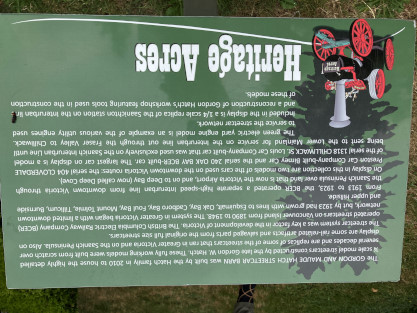 Heritage Acres
THE GORDON AND MAUDE HATCH STREETCAR BARN was built by the Hatch family in 2010 to house the highly detailed
¼ scale model streetcars constructed by the late Gordon W. Hatch. These fully working models were built from scratch over
several decades and are replicas of some of the streetcars that ran in Greater Victoria and on the Saanich Peninsula. Also on
display are some rail-related artifacts and salvaged parts from the original full size streetcars.
The streetcar system was a key factor in the development of Victoria. The British Columbia Electric Railway Company (BCER)
operated streetcars on Vancouver Island from 1890 to 1948. The system in Greater Victoria began with a limited downtown
network, but by 1923 had grown with lines to Esquimalt, Oak Bay, Cadboro Bay, Foul Bay, Mount Tolmie, Tillicum, Burnside
and upper Hillside.
From 1913 to 1923, the BCER operated a separate high-speed Interurban line from downtown Victoria through
the Saanich Peninsula over land that is now the Victoria Airport, and on to Deep Bay (now called Deep Cove).
On display in this collection are two models of the cars used on the downtown Victoria routes: the serial 404 CLOVERDALE
Preston Car Company-built Birney Car and the serial 240 OAK BAY BCER-built car. The largest car on display is a model
of the serial 1238 CHILLIWACK St. Louis Car Company-built car that was used exclusively on the Saanich Interurban Line until
being sent to the Lower Mainland for service on the Interurban line out through the Fraser Valley to Chilliwack.
The green electric yard engine model is an example of the various utility engines used
to service the streetcar network.
Included in the display is a 1/4 scale replica of the Saanichton station on the Interurban line
and a reconstruction of Gordon Hatch's workshop featuring tools used in the construction
of these models.